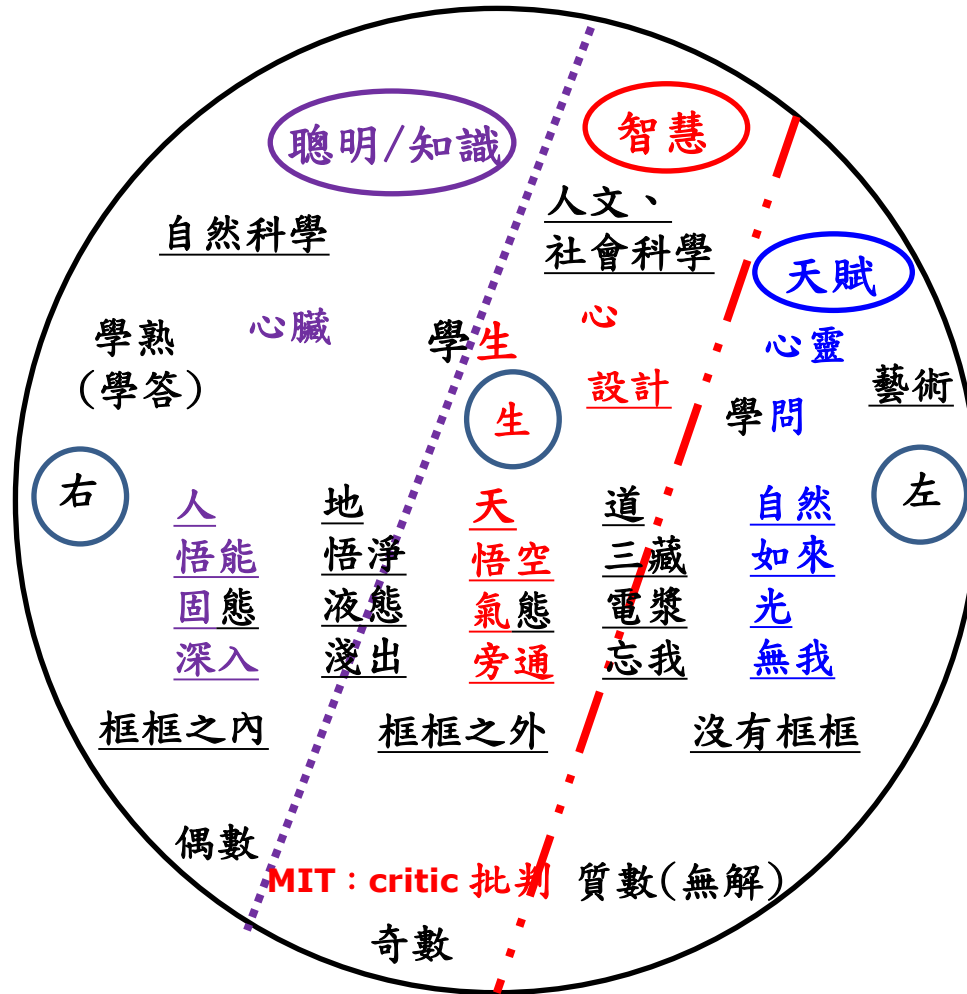 聰明/知識
智慧
自然科學
人文、
社會科學
天賦
心臟
學生
心
心靈
學熟
(學答)
設計
藝術
生
學問
右
左
人 地 天 道 自然
悟能 悟淨 悟空 三藏 如來
固態 液態 氣態 電漿 光
深入 淺出 旁通 忘我 無我
框框之內 框框之外 沒有框框
偶數
MIT：critic 批判
質數(無解)
奇數